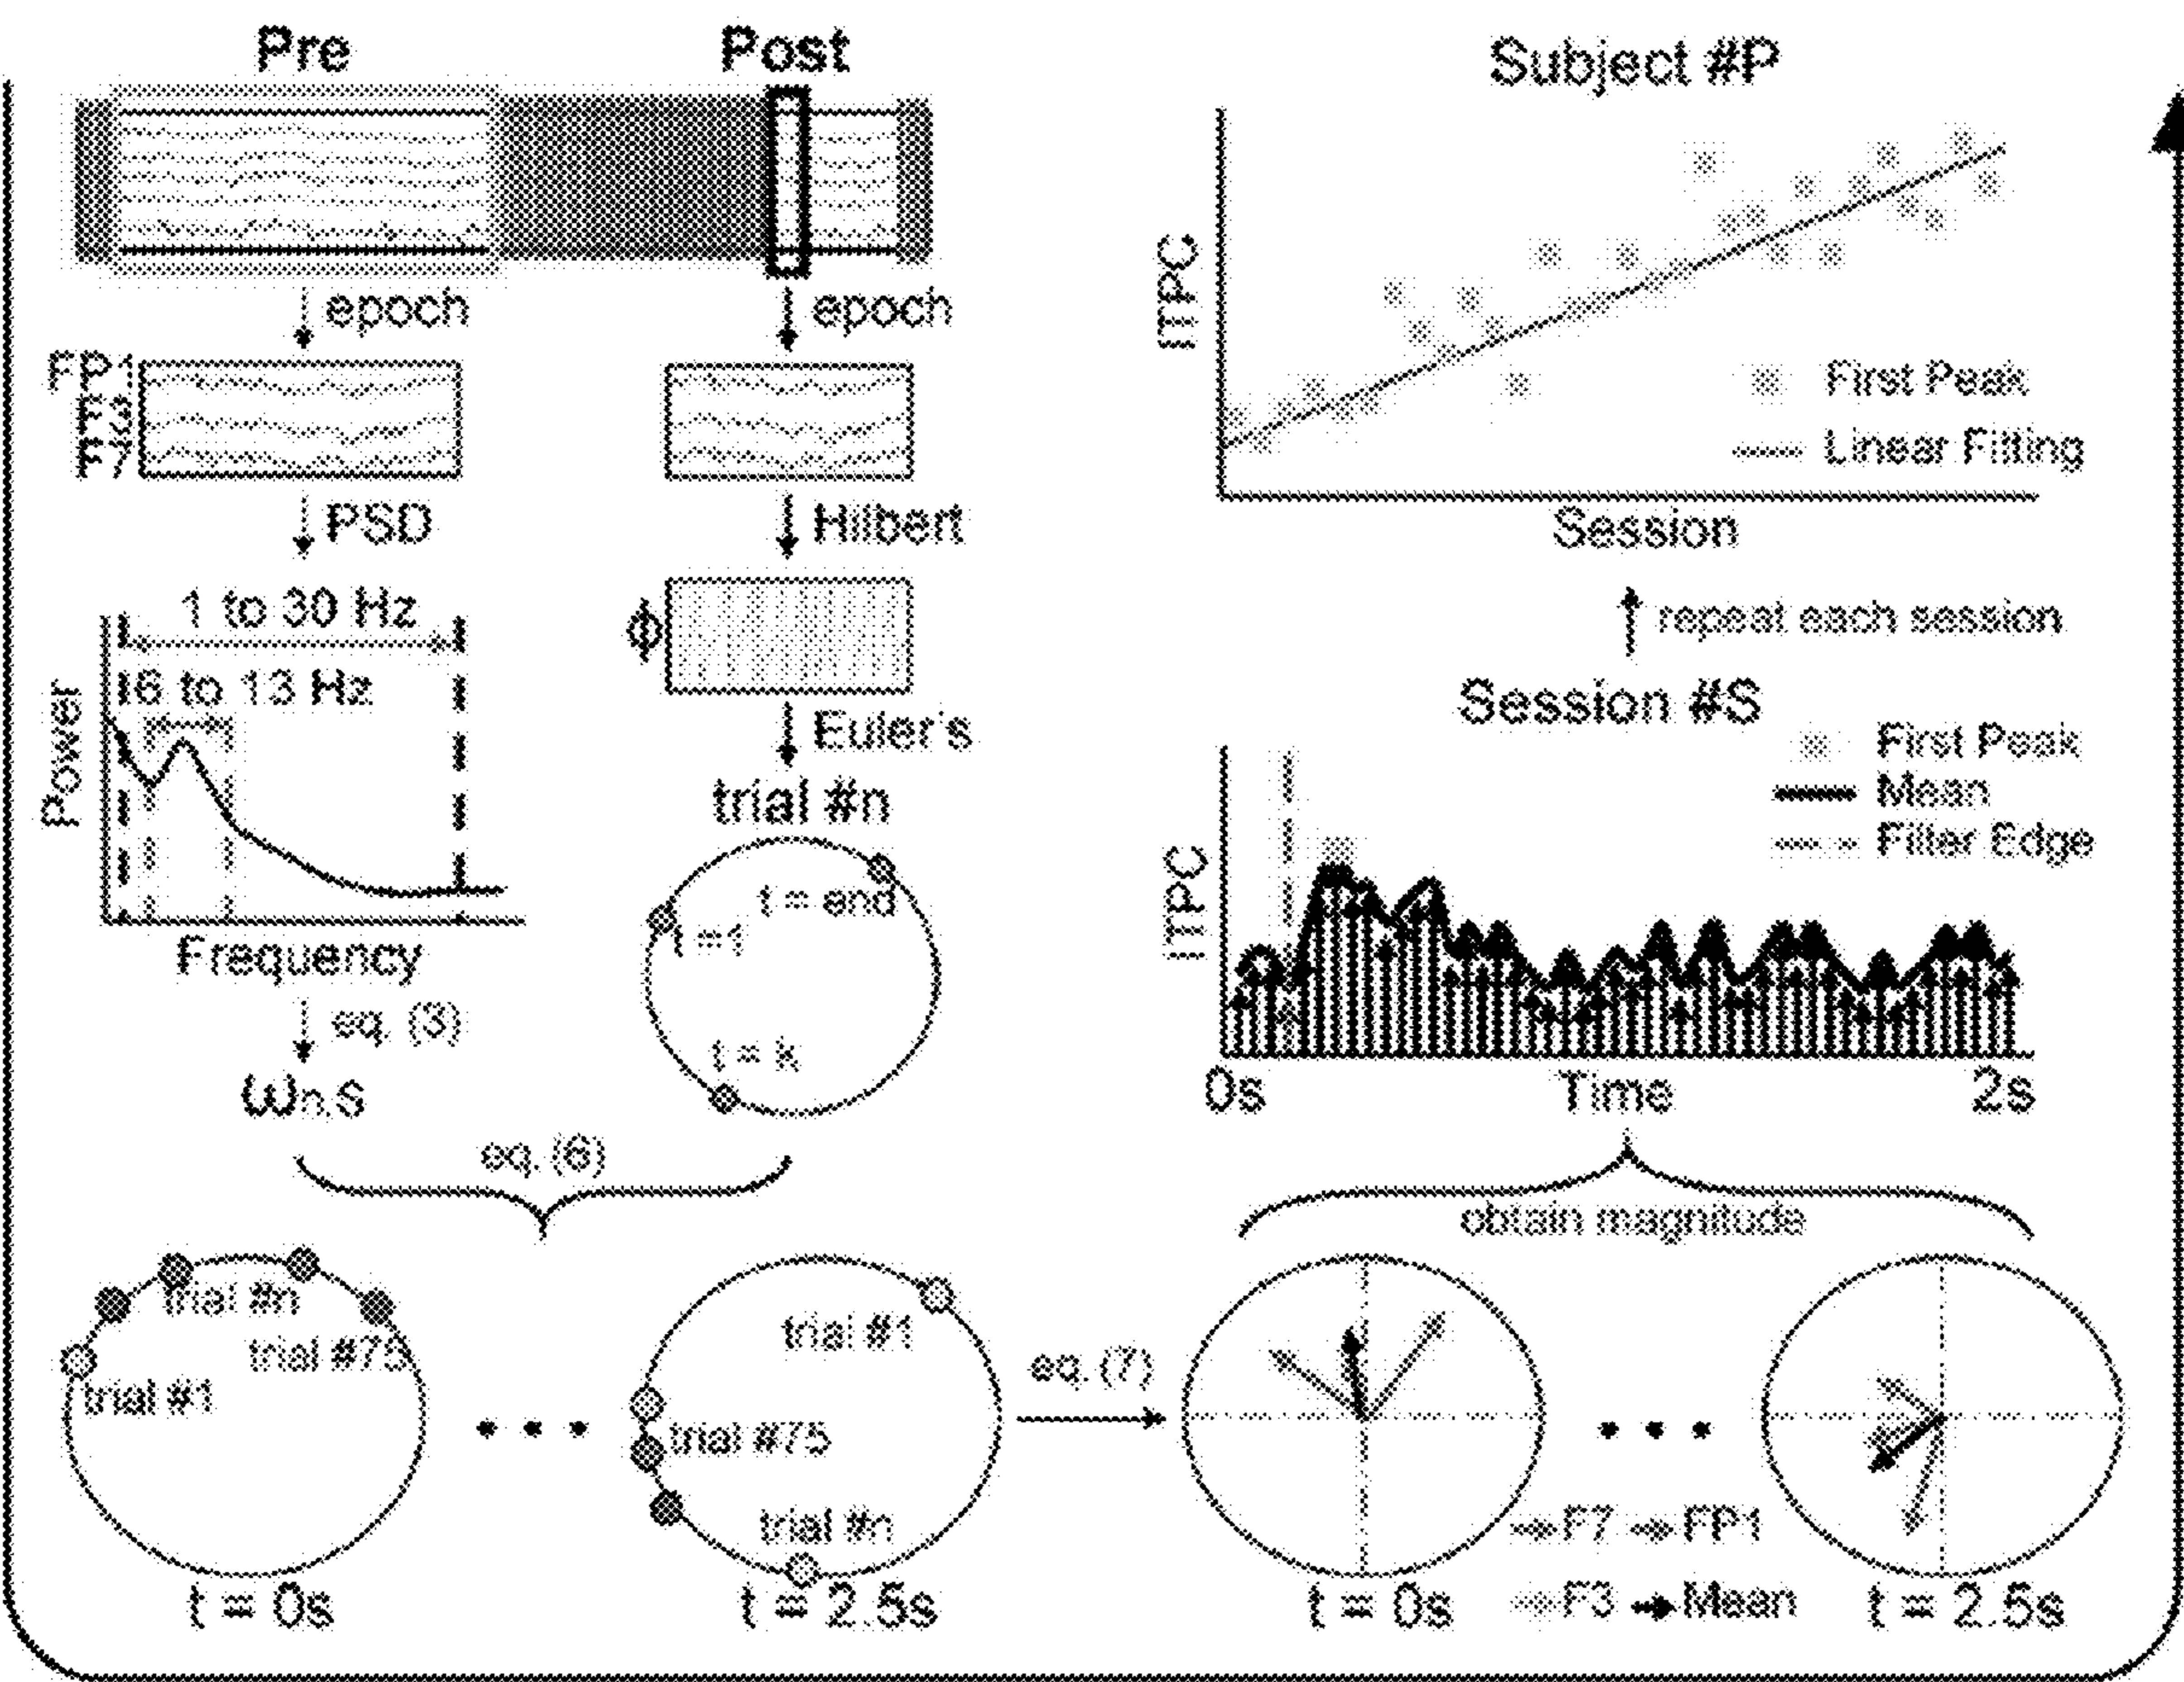 Pre
Post
epoch
epoch
FP1
F3
F7
PSD
Hilbert
1 to 30 Hz
6 to 13 Hz
Power
Frequency
Φ
Euler's
trial #n
t = end
t =1
t = k
eq. (3)
ωn,s
eq. (6)
trial #n
trial #75
trial #1
t = 0s
trial #1
trial #75
trial #n
t = 2.5s
eq. (7)
Subject #P
ITPC
First Peak
Linear Fitting
Session
repeat each session
Session #S
First Peak
Mean
Filter Edge
ITPC
0s
Time
2s
obtain magnitude
F7
FP1
F3
Mean
t = 0s
t = 2.5s